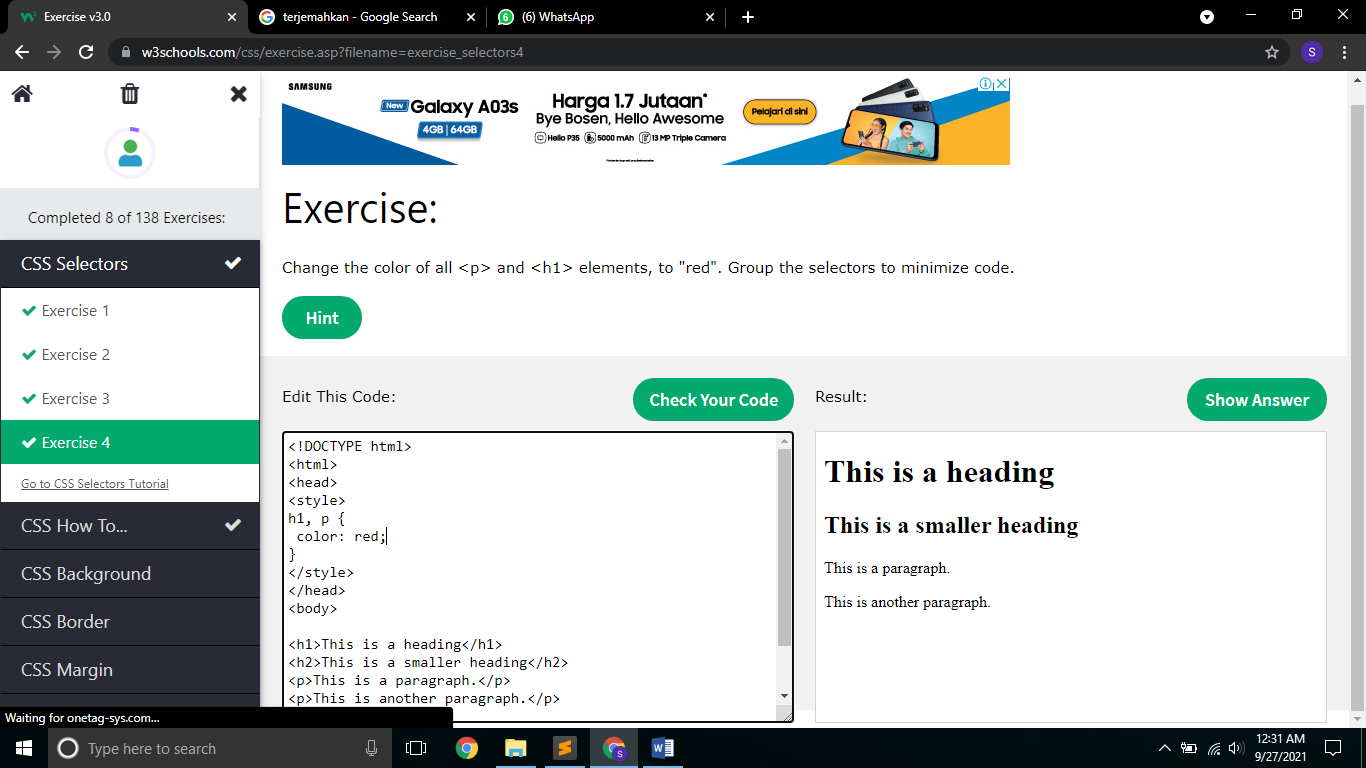 Exercise v3.0
terjemahkan - Google Search
(6) WhatsApp
w3schools.com/css/exercise.asp?filename=exercise_selectors4
S
SAMSUNG
New Galaxy A03s
4GB | 64GB
Harga 1.7 Jutaan*
Bye Bosen, Hello Awesome
Helio P35 5000 mAh 13 MP Triple Camera
Pelajari di sini
Completed 8 of 138 Exercises:
CSS Selectors
Exercise 1
Exercise 2
Exercise 3
Exercise 4
Go to CSS Selectors Tutorial
CSS How To...
CSS Background
CSS Border
CSS Margin
Exercise:
Change the color of all <p> and <h1> elements, to "red". Group the selectors to minimize code.
Hint
Edit This Code:
Check Your Code
<!DOCTYPE html>
<html>
<head>
<style>
h1, p {
 color: red;
}
</style>
</head>
<body>
<h1>This is a heading</h1>
<h2>This is a smaller heading</h2>
<p>This is a paragraph.</p>
<p>This is another paragraph.</p>
Result:
Show Answer
This is a heading
This is a smaller heading
This is a paragraph.
This is another paragraph.
Waiting for onetag-sys.com...
Type here to search
12:31 AM
9/27/2021